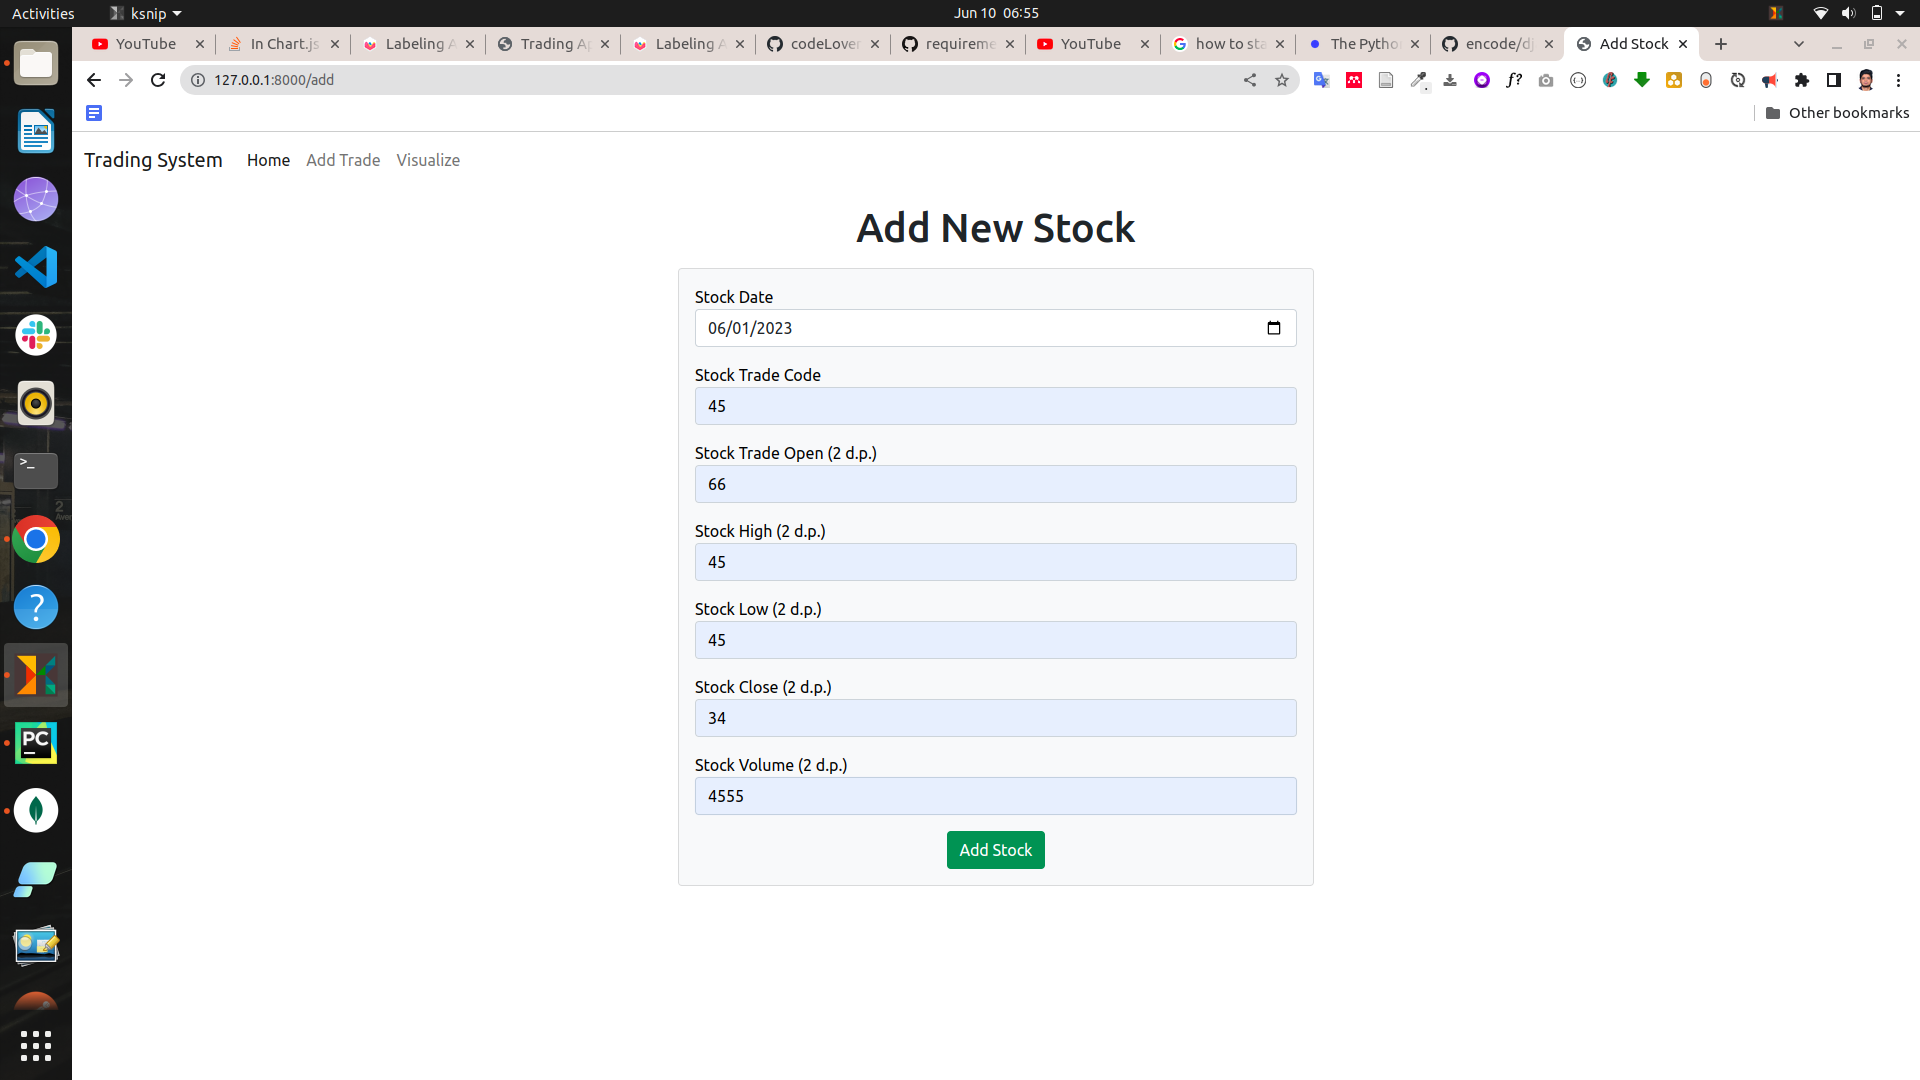 Activities
ksnip
Jun 10 06:55
YouTube
In Chart.js
Labeling A
Trading Ap
Labeling A
codeLover
requireme
YouTube
how to sta
The Pytho
encode/dj
Add Stock
127.0.0.1:8000/add
Other bookmarks
Trading System Home Add Trade Visualize
Add New Stock
Stock Date
06/01/2023
Stock Trade Code
45
Stock Trade Open (2 d.p.)
66
Stock High (2 d.p.)
45
Stock Low (2 d.p.)
45
Stock Close (2 d.p.)
34
Stock Volume (2 d.p.)
4555
Add Stock